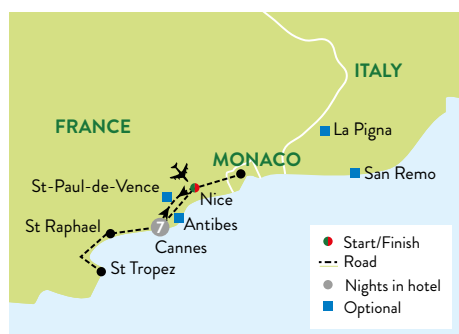 ITALY
FRANCE
La Pigna
MONACO
San Remo
St-Paul-de-Vence
Nice
Antibes
St Raphael
7
Cannes
St Tropez
Start/Finish
Road
Nights in hotel
Optional